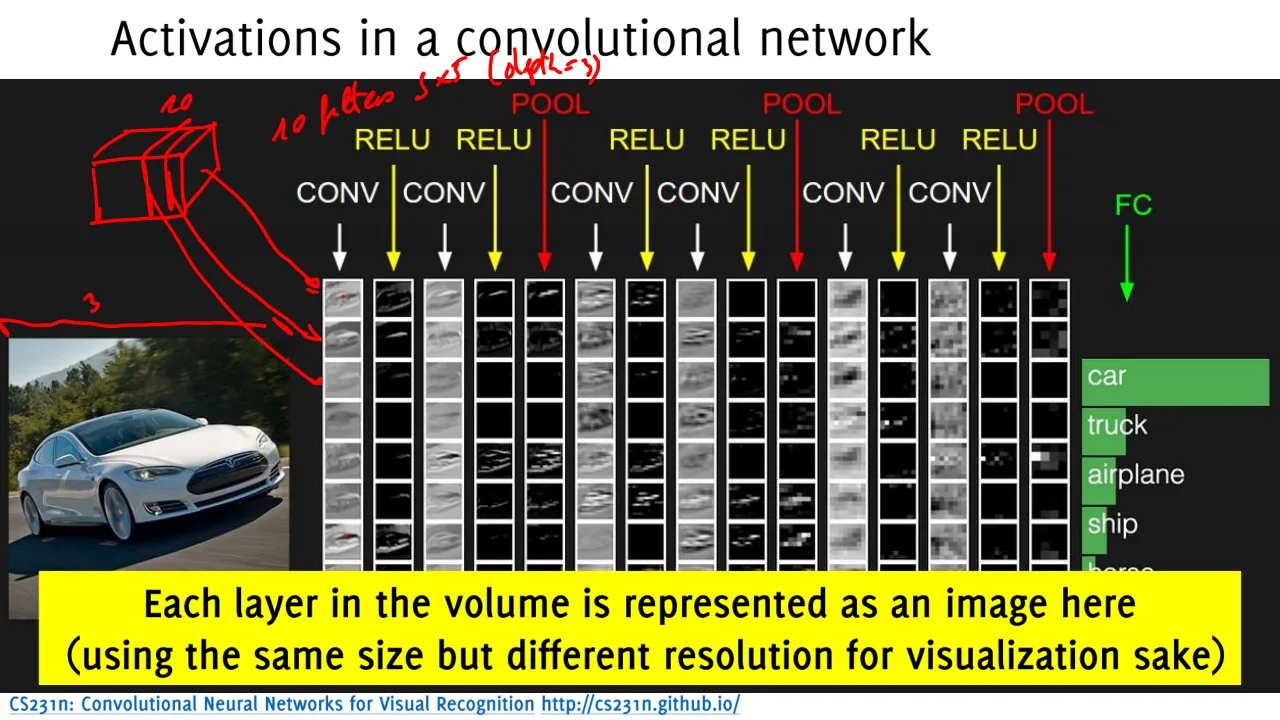 Activations in a convolutional network
10 filters 5x5 (depth=3)
10
POOL POOL POOL
RELU RELU RELU RELU RELU RELU
CONV CONV CONV CONV CONV CONV
FC
3
car
truck
airplane
ship
horse
Each layer in the volume is represented as an image here
(using the same size but different resolution for visualization sake)
CS231n: Convolutional Neural Networks for Visual Recognition http://cs231n.github.io/